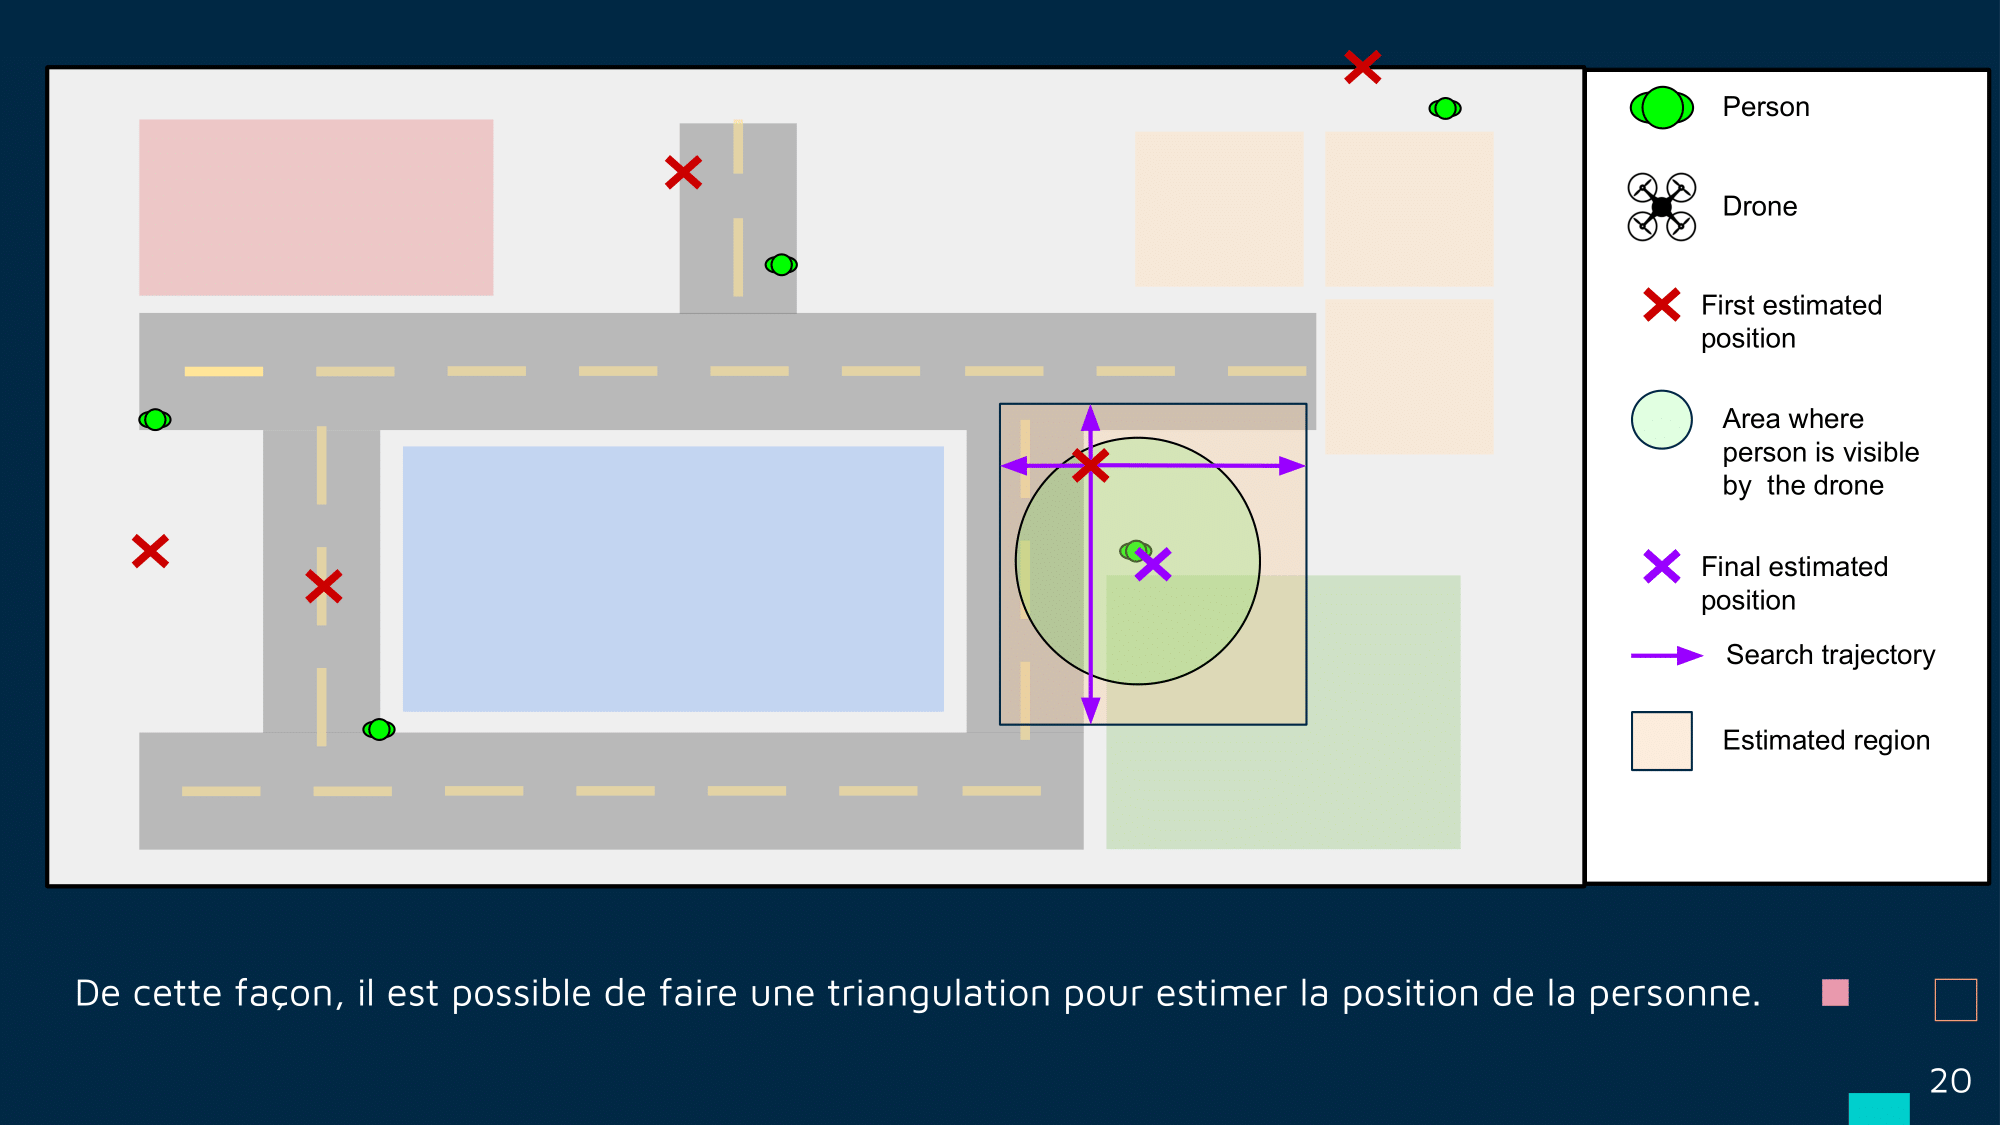 Person
Drone
First estimated
position
Area where
person is visible
by the drone
Final estimated
position
Search trajectory
Estimated region
De cette façon, il est possible de faire une triangulation pour estimer la position de la personne.
20